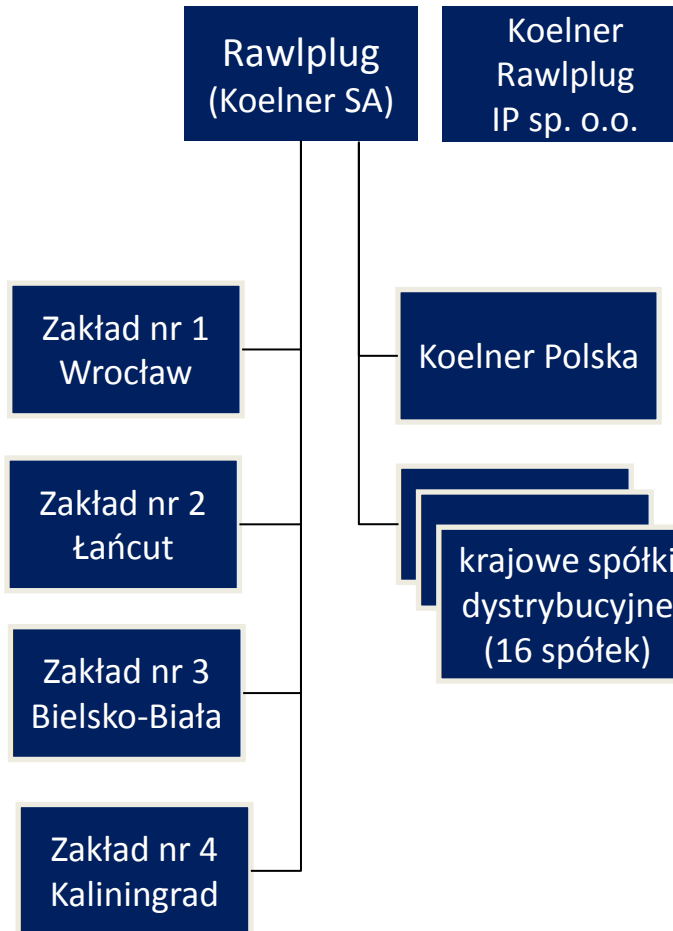 Rawlplug
(Koelner SA)
Koelner
Rawlplug
IP sp. o.o.
Zakład nr 1
Wrocław
Koelner Polska
Zakład nr 2
Łańcut
krajowe spółki
dystrybucyjne
(16 spółek)
Zakład nr 3
Bielsko-Biała
Zakład nr 4
Kaliningrad